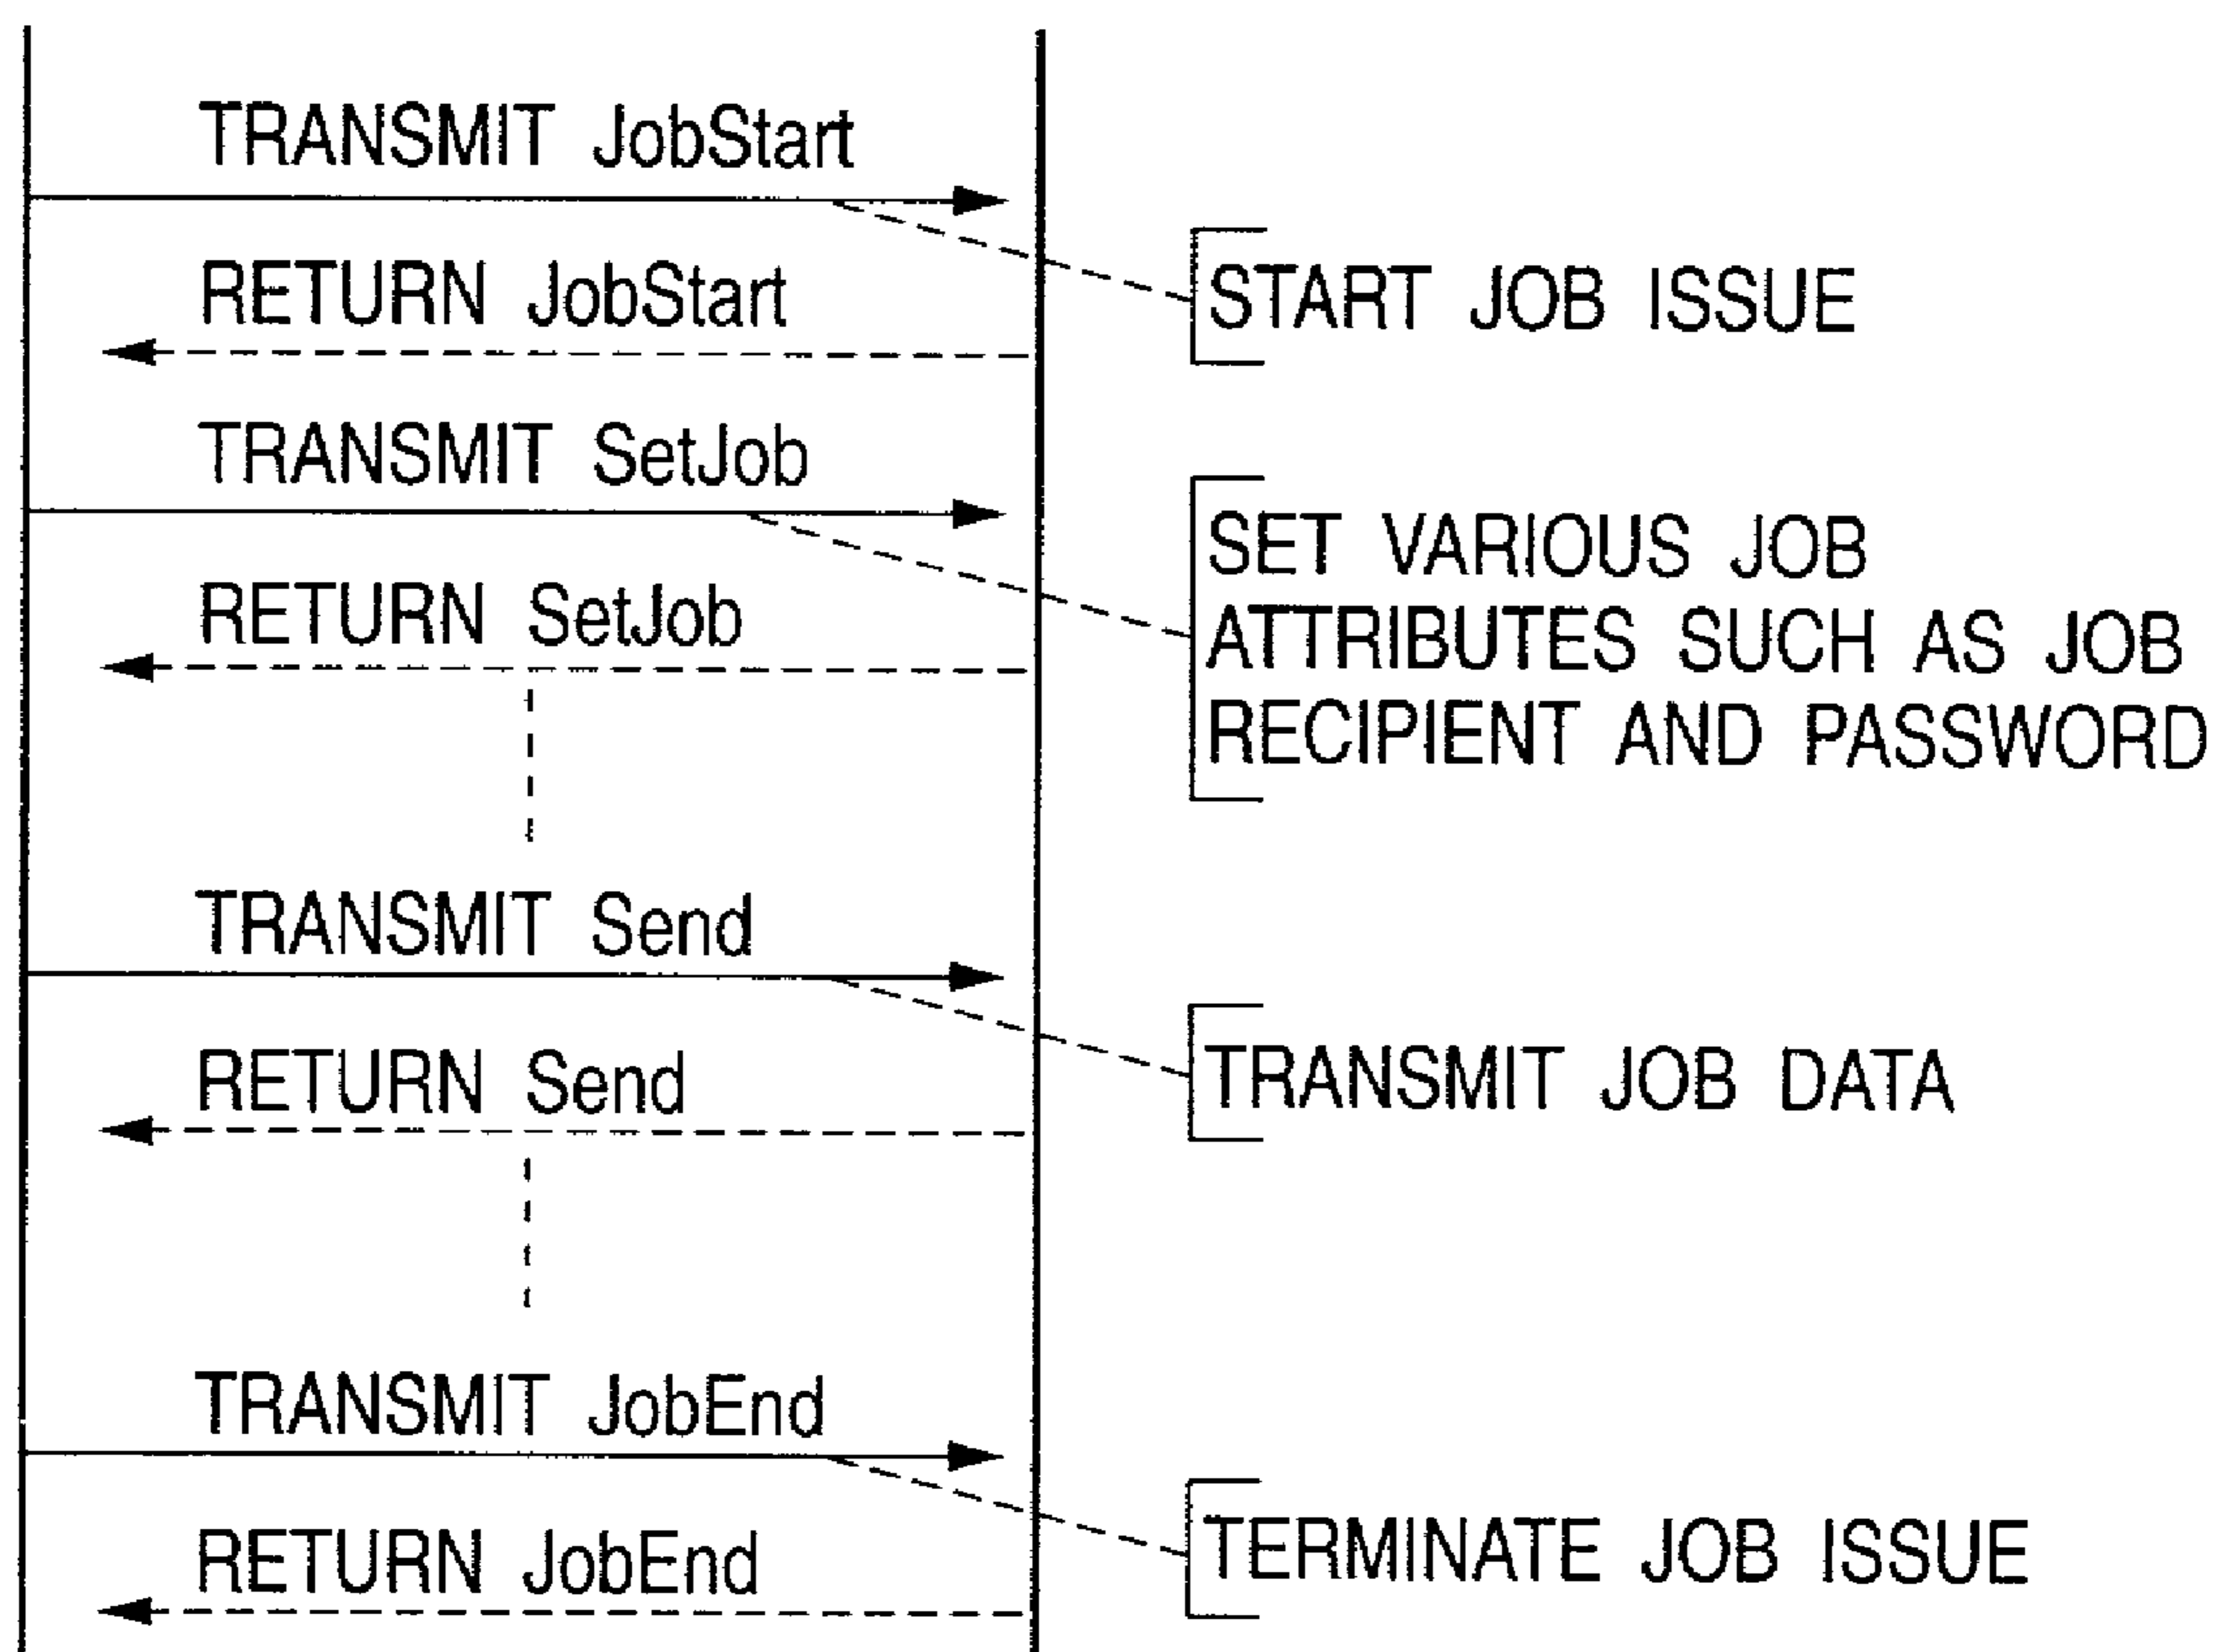 TRANSMIT JobStart
RETURN JobStart
START JOB ISSUE
TRANSMIT SetJob
RETURN SetJob
SET VARIOUS JOB
ATTRIBUTES SUCH AS JOB
RECIPIENT AND PASSWORD
TRANSMIT Send
RETURN Send
TRANSMIT JOB DATA
TRANSMIT JobEnd
RETURN JobEnd
TERMINATE JOB ISSUE